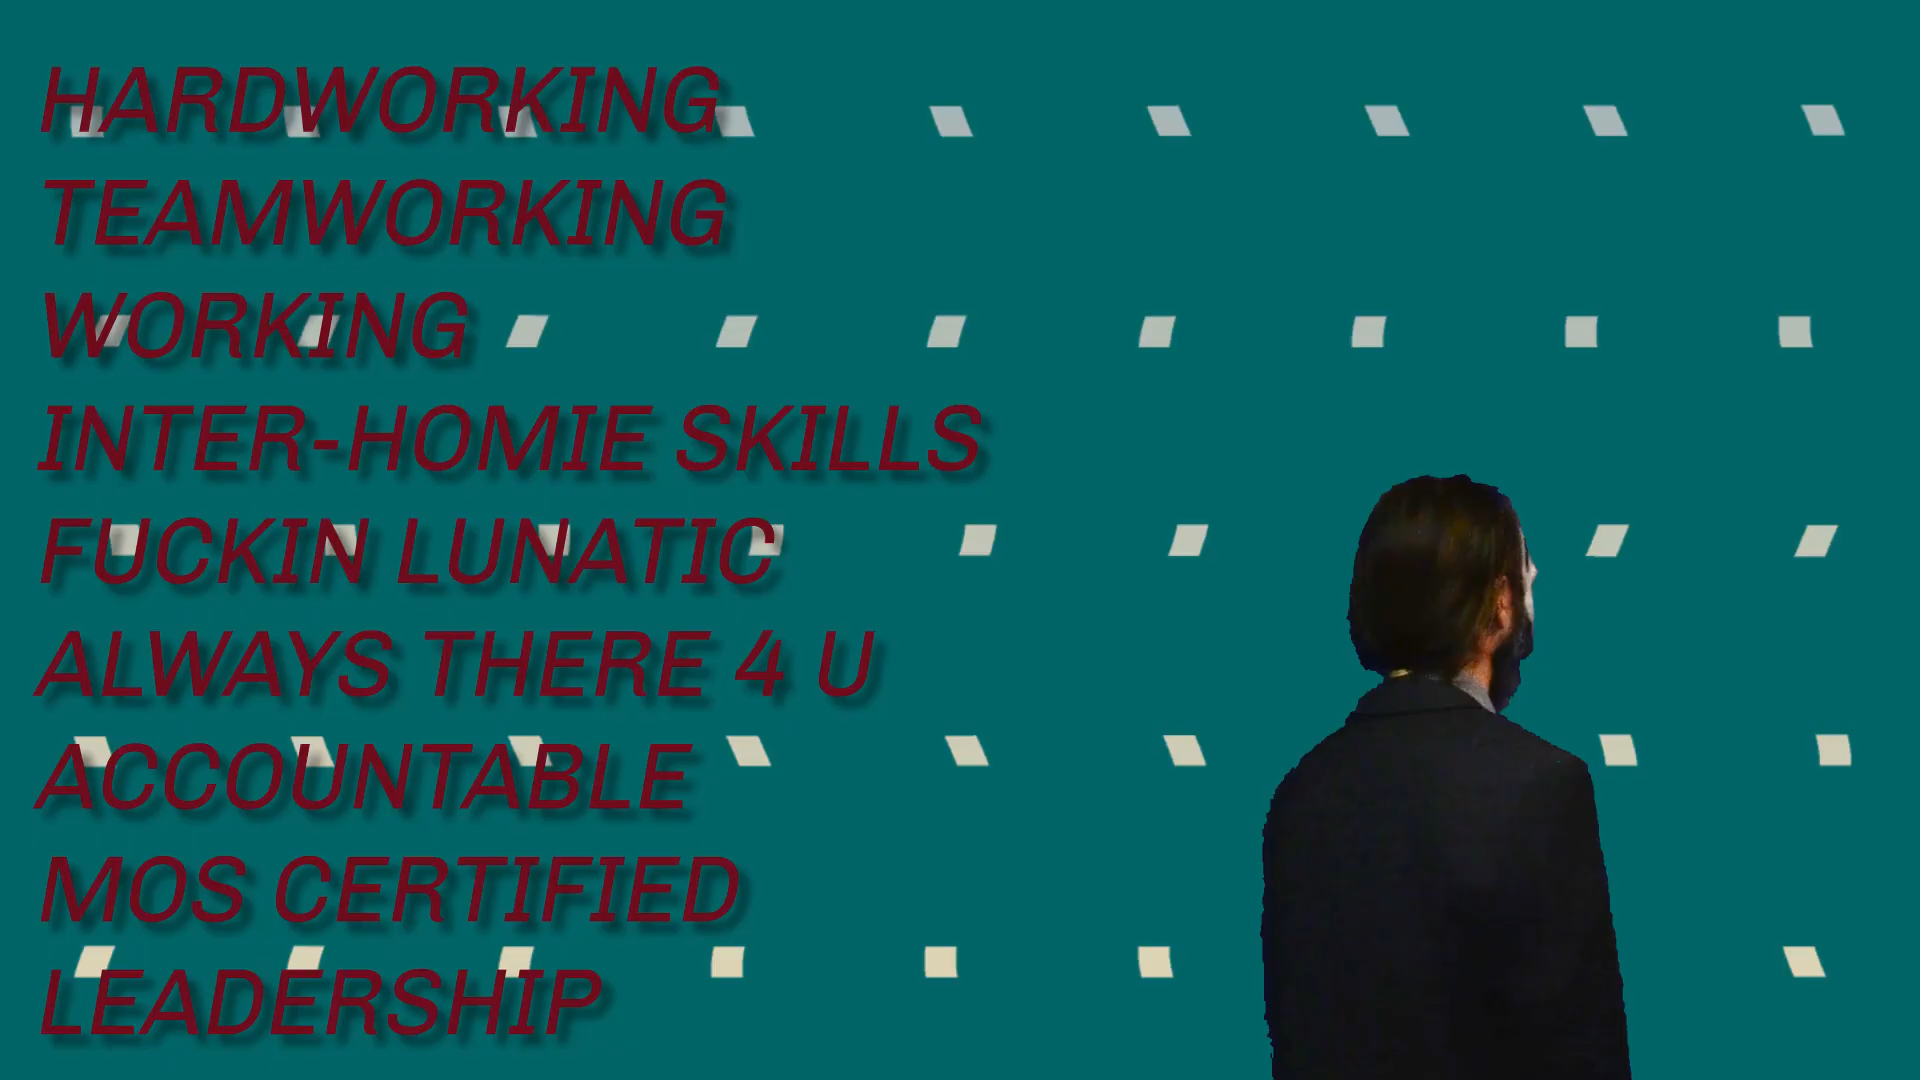 HARDWORKING
TEAMWORKING
WORKING
INTER-HOMIE SKILLS
FUCKIN LUNATIC
ALWAYS THERE 4 U
ACCOUNTABLE
MOS CERTIFIED
LEADERSHIP